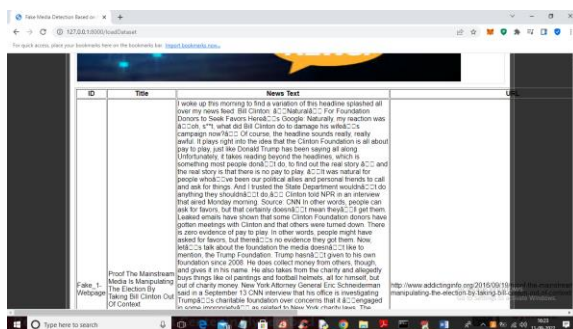 Fake Media Detection Based on
127.0.0.1:8000/loadDataset
For quick access, place your bookmarks here on the bookmarks bar. Import bookmarks now...
ID Title News Text URL
I woke up this morning to find a variation of this headline splashed all
over my news feed: Bill Clinton: â□□Naturalâ□□ For Foundation
Donors to Seek Favors Hereâ□□s Google: Naturally, my reaction was
â□□oh, s**t, what did Bill Clinton do to damage his wifeâ□□s
campaign now?â□□ Of course, the headline sounds really, really
awful. It plays right into the idea that the Clinton Foundation is all about
pay to play, just like Donald Trump has been saying all along.
Unfortunately, it takes reading beyond the headlines, which is
something most people donâ□□t do, to find out the real story â□□ and
the real story is that there is no pay to play. â□□It was natural for
people whoâ□□ve been our political allies and personal friends to call
and ask for things. And I trusted the State Department wouldnâ□□t do
anything they shouldnâ□□t do,â□□ Clinton told NPR in an interview
that aired Monday morning. Source: CNN In other words, people can
ask for favors, but that certainly doesnâ□□t mean theyâ□□ll get them.
Leaked emails have shown that some Clinton Foundation donors have
gotten meetings with Clinton and that others were turned down. There
is zero evidence of pay to play. In other words, people might have
asked for favors, but thereâ□□s no evidence they got them. Now,
letâ□□s talk about the foundation the media doesnâ□□t like to
mention, the Trump Foundation. Trump hasnâ□□t given to his own
foundation since 2008. He does collect money from others, though,
and gives it in his name. He also takes from the charity and allegedly
buys things like oil paintings and football helmets, all for himself, but
out of charity money. New York Attorney General Eric Schneiderman
said in a September 13 CNN interview that his office is investigating
Trumpâ□□s charitable foundation over concerns that it â□□engaged
in some improprietyâ□□ as related to New York charity laws. The
Fake_1-
Webpage
Proof The Mainstream
Media Is Manipulating
The Election By
Taking Bill Clinton Out
Of Context
http://www.addictinginfo.org/2016/09/19/
manipulating-the-election-by-taking-bill-clinton-out-of-context
Type here to search